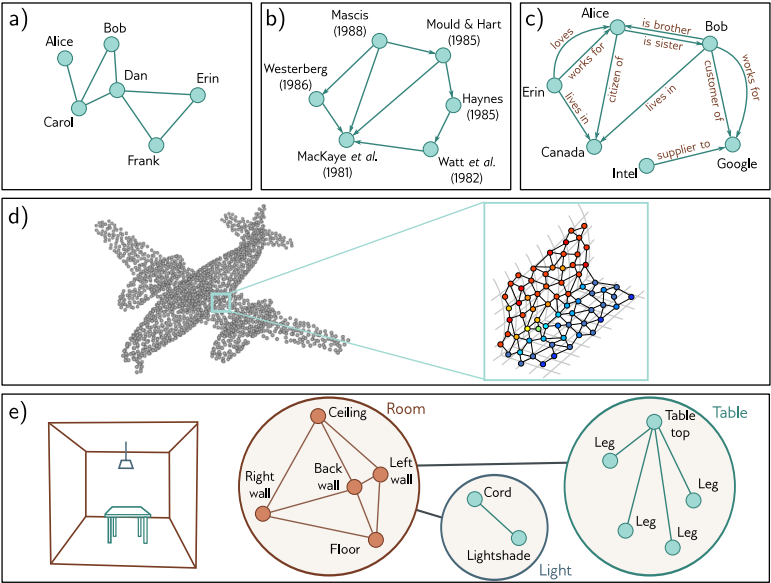 a)
Alice
Bob
Dan
Erin
Carol
Frank
b)
Mascis
(1988)
Mould & Hart
(1985)
Westerberg
(1986)
Haynes
(1985)
MacKaye et al.
(1981)
Watt et al.
(1982)
c)
Alice
Bob
is brother
is sister
loves
works for
Erin
lives in
citizen of
lives in
customer of
works for
Canada
supplier to
Intel
Google
d)
e)
Room
Ceiling
Right
wall
Back
wall
Left
wall
Floor
Cord
Lightshade
Light
Table
Table
top
Leg
Leg
Leg
Leg